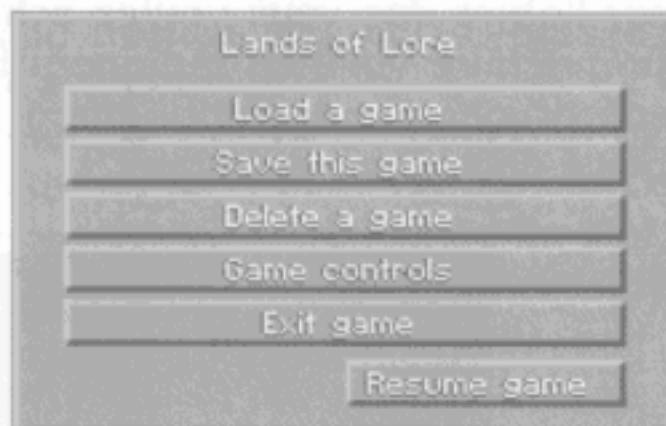 Lands of Lore
Load a game
Save this game
Delete a game
Game controls
Exit game
Resume game